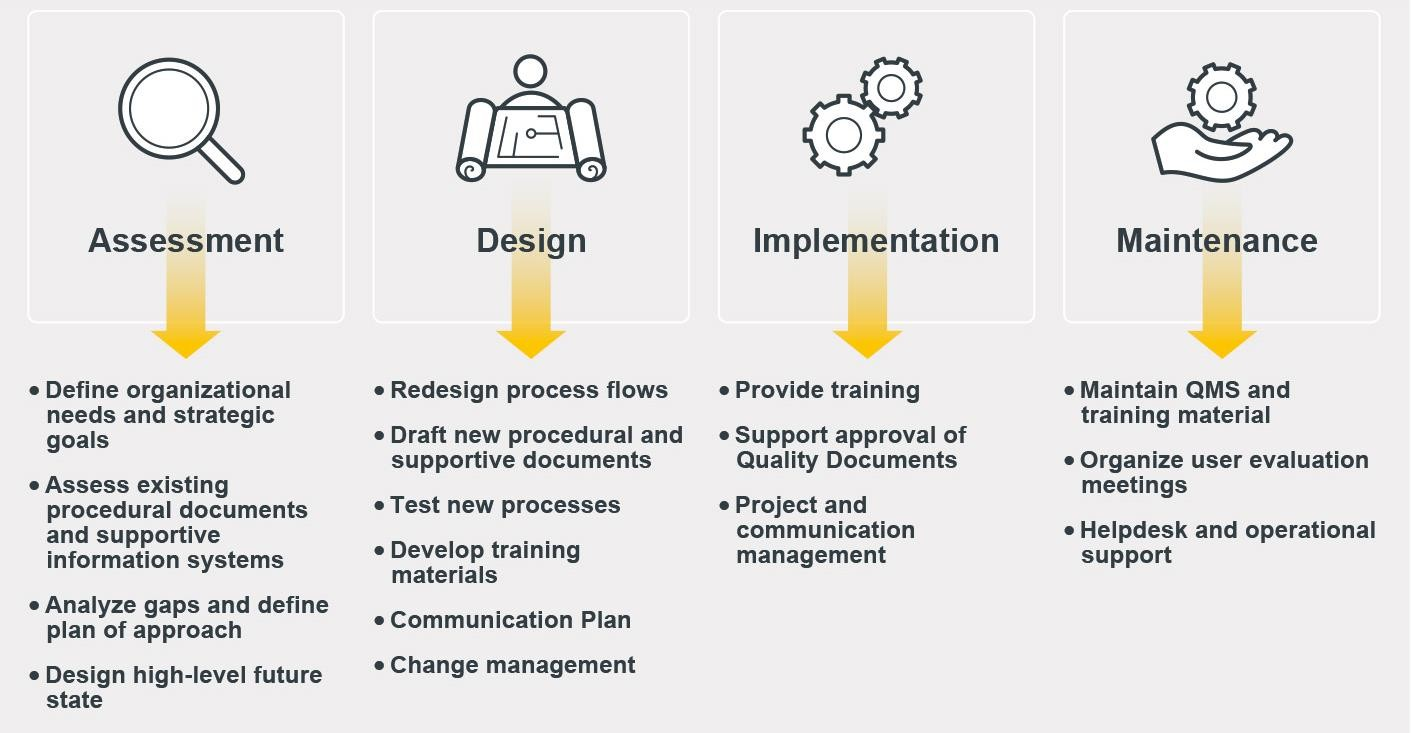 Assessment
Design
Implementation
Maintenance
• Define organizational
needs and strategic
goals
• Assess existing
procedural documents
and supportive
information systems
• Analyze gaps and define
plan of approach
• Design high-level future
state
• Redesign process flows
• Draft new procedural and
supportive documents
• Test new processes
• Develop training
materials
• Communication Plan
• Change management
• Provide training
• Support approval of
Quality Documents
• Project and
communication
management
• Maintain QMS and
training material
• Organize user evaluation
meetings
• Helpdesk and operational
support